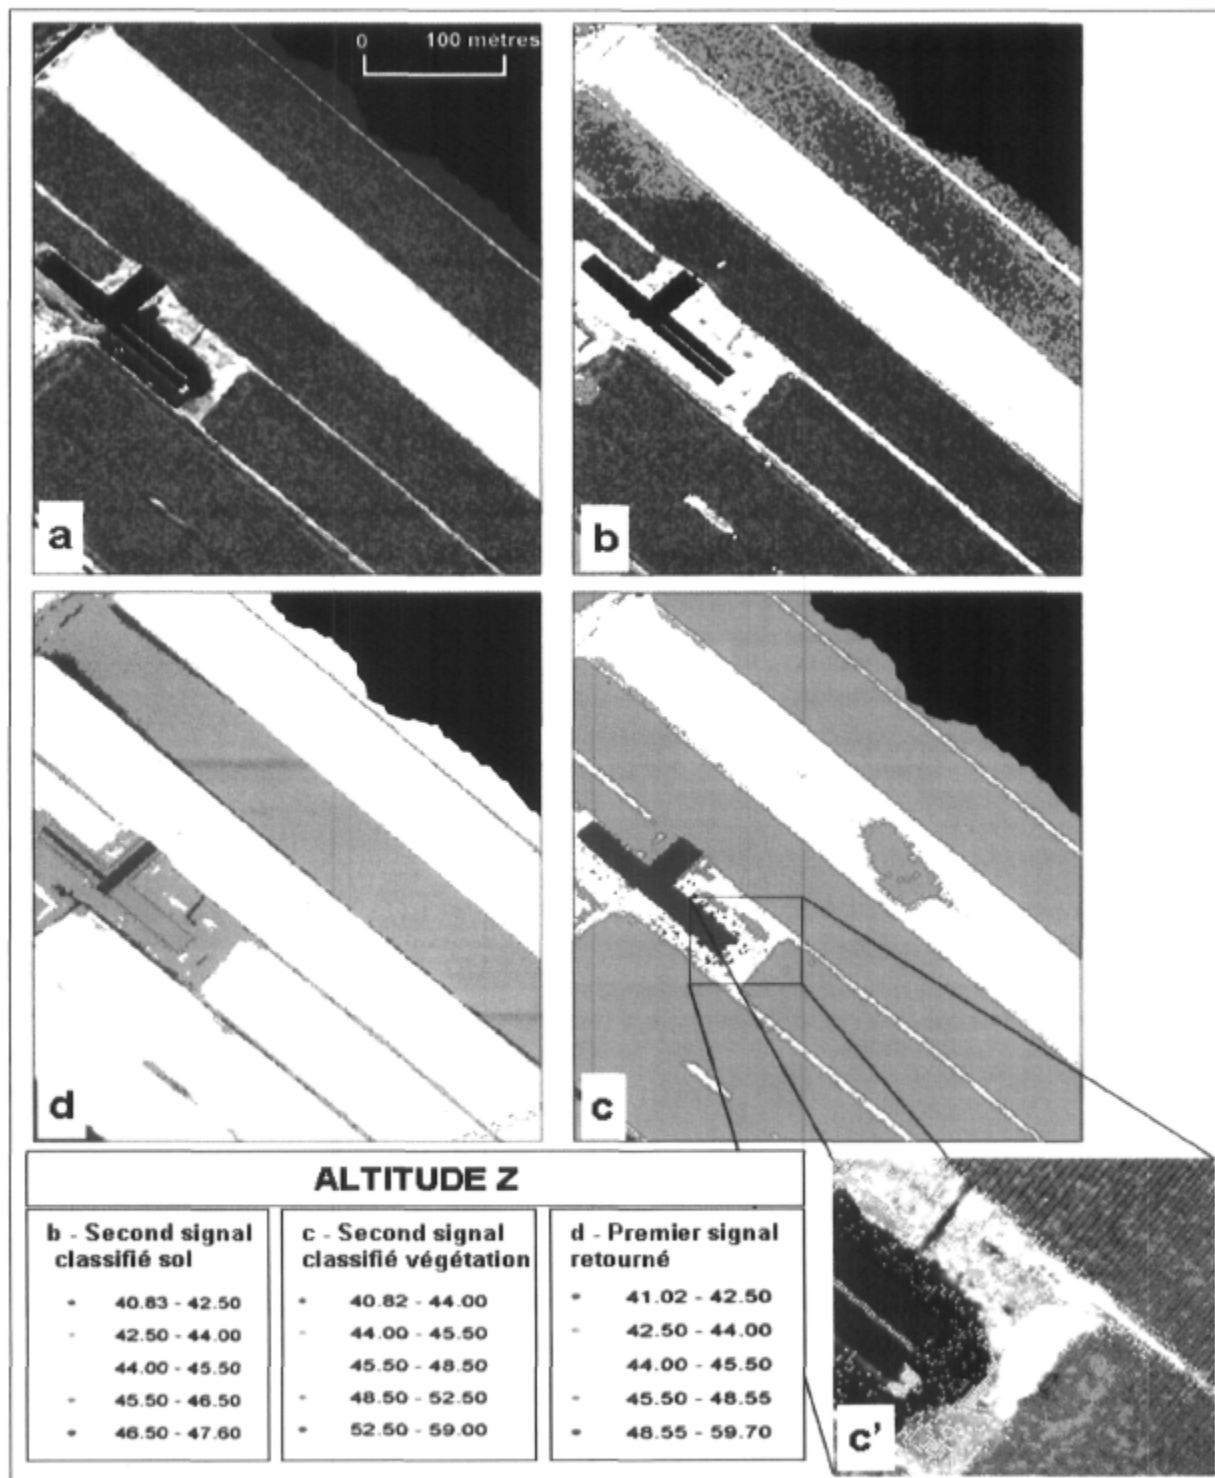 0 100 mètres
a
b
d
c
ALTITUDE Z
b - Second signal
classifié sol
40.83 - 42.50
42.50 - 44.00
44.00 - 45.50
45.50 - 46.50
46.50 - 47.60
c - Second signal
classifié végétation
40.82 - 44.00
44.00 - 45.50
45.50 - 48.50
48.50 - 52.50
52.50 - 59.00
d - Premier signal
retourné
41.02 - 42.50
42.50 - 44.00
44.00 - 45.50
45.50 - 48.55
48.55 - 59.70
c'